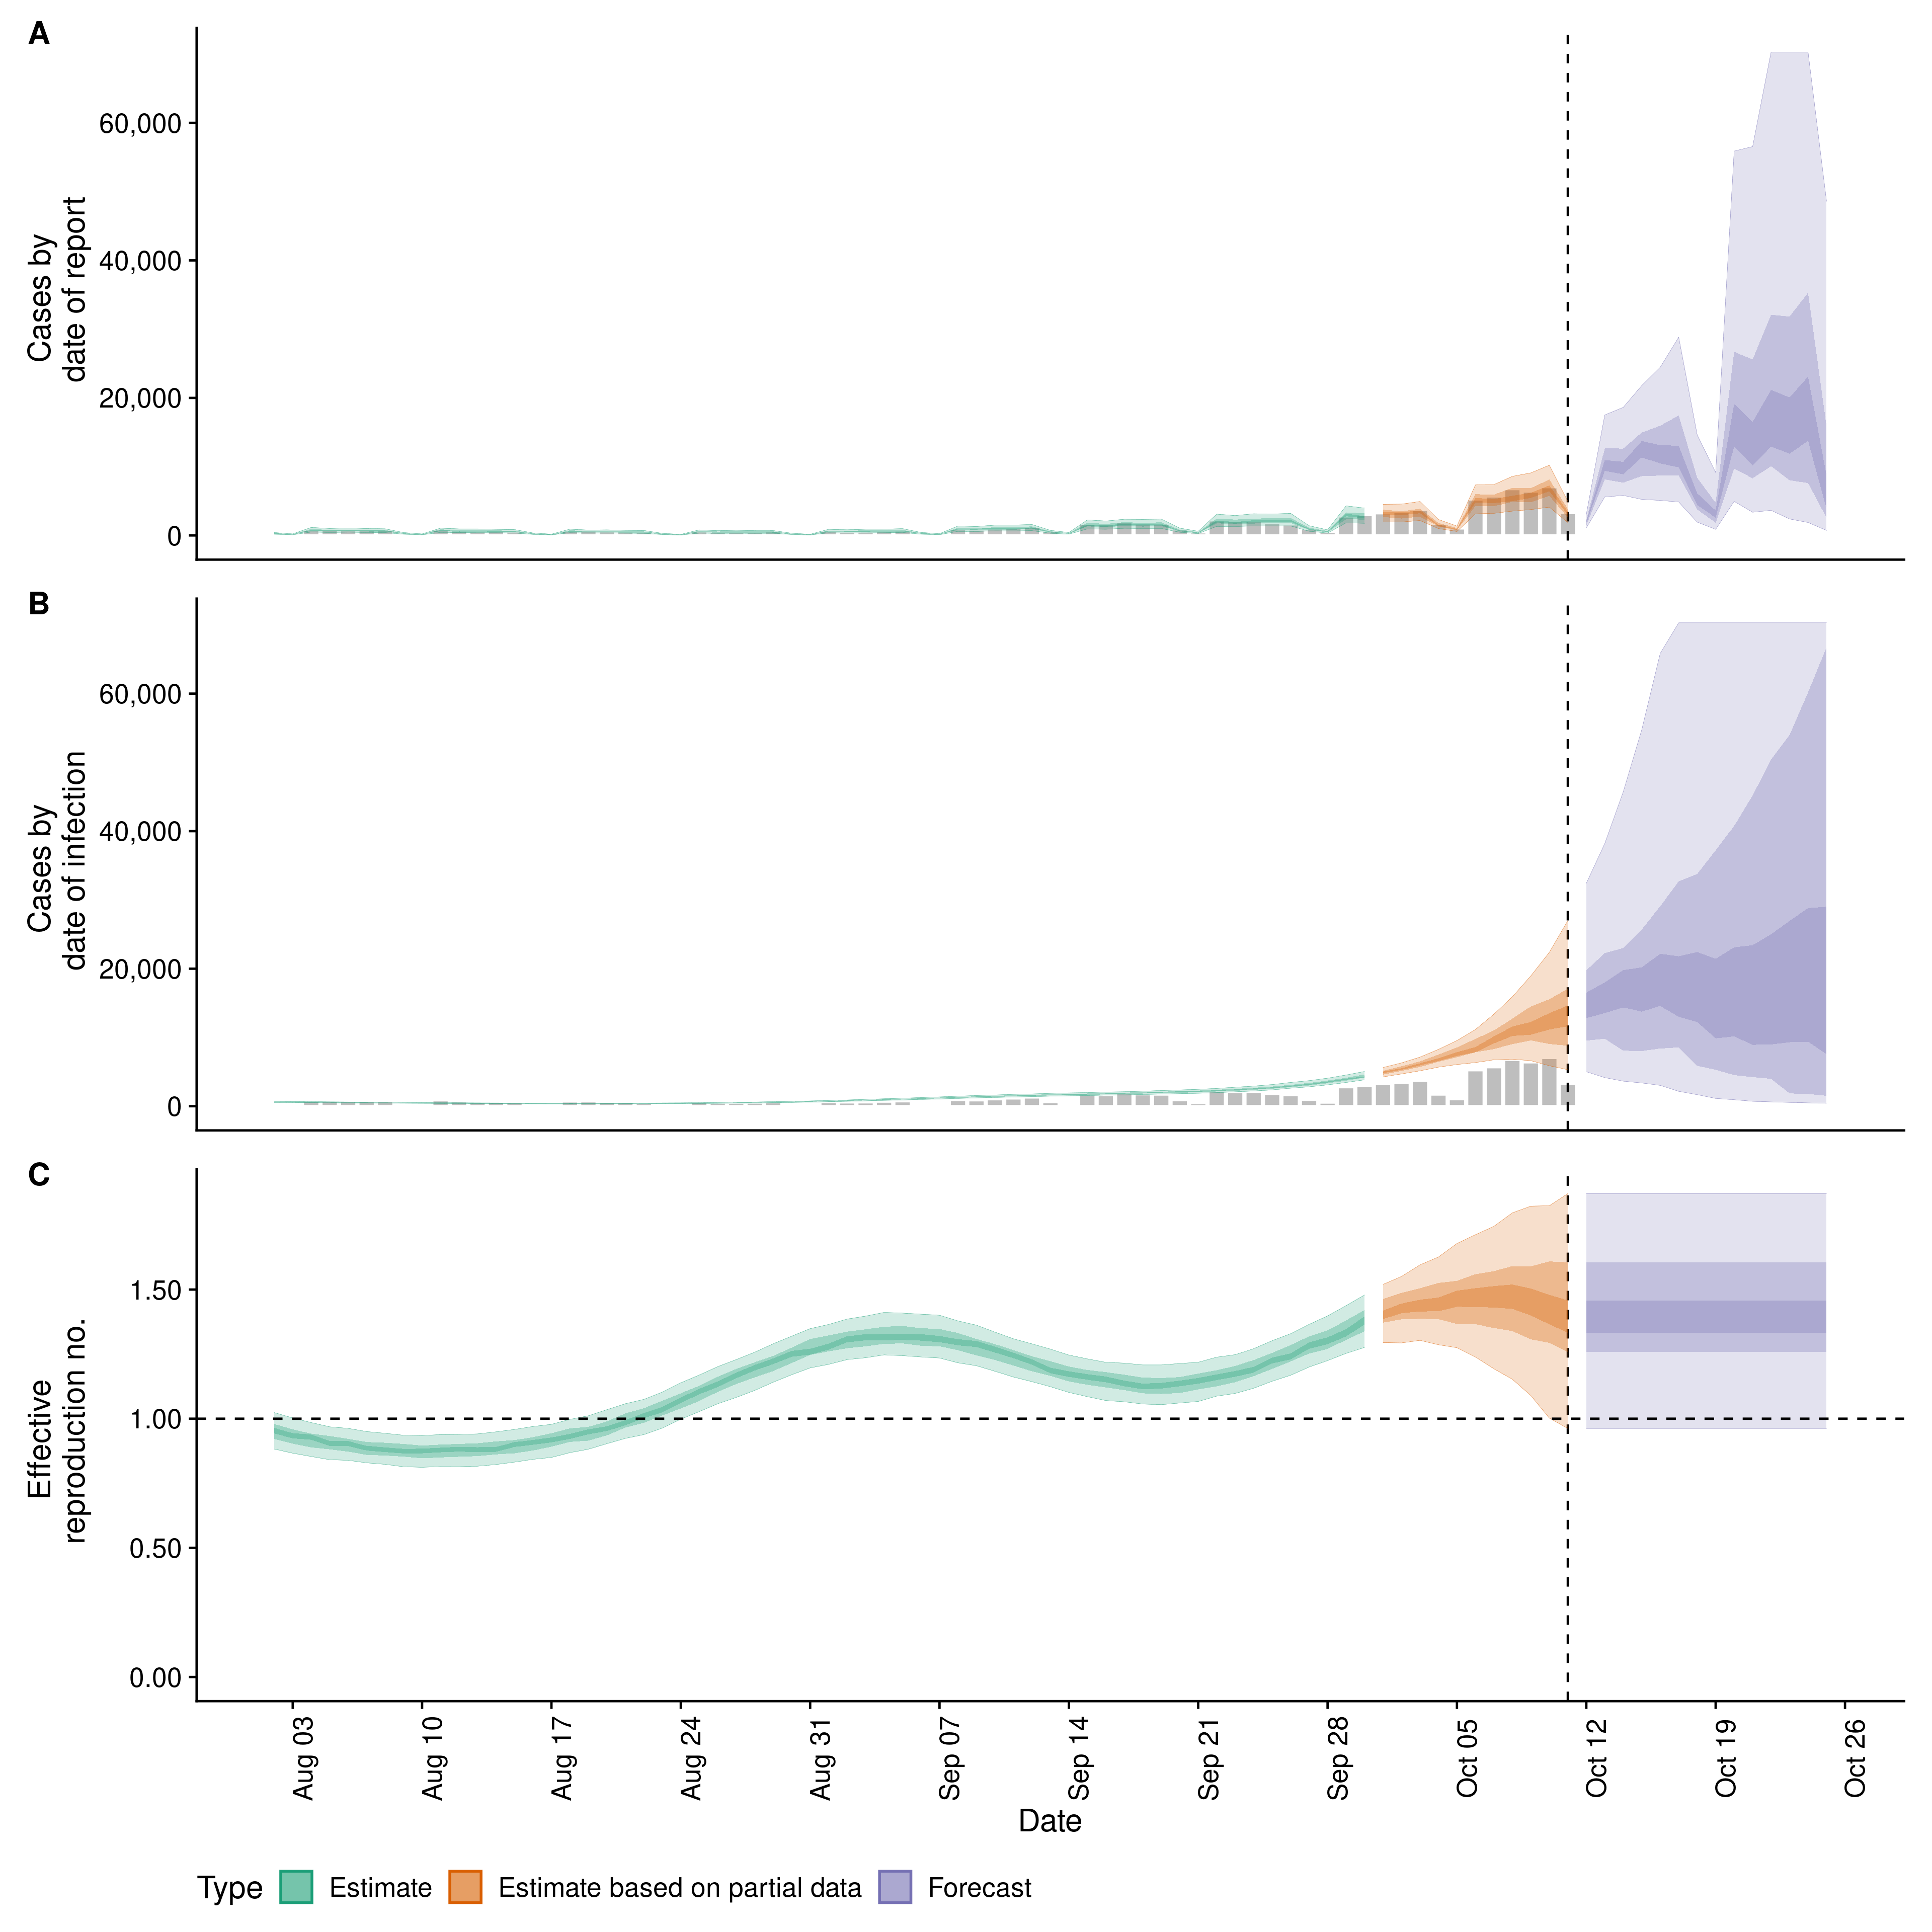 A
Cases by
date of report
60,000
40,000
20,000
0
B
Cases by
date of infection
60,000
40,000
20,000
0
C
Effective
reproduction no.
1.50
1.00
0.50
0.00
Aug 03
Aug 10
Aug 17
Aug 24
Aug 31
Sep 07
Sep 14
Sep 21
Sep 28
Oct 05
Oct 12
Oct 19
Oct 26
Date
Type Estimate Estimate based on partial data Forecast